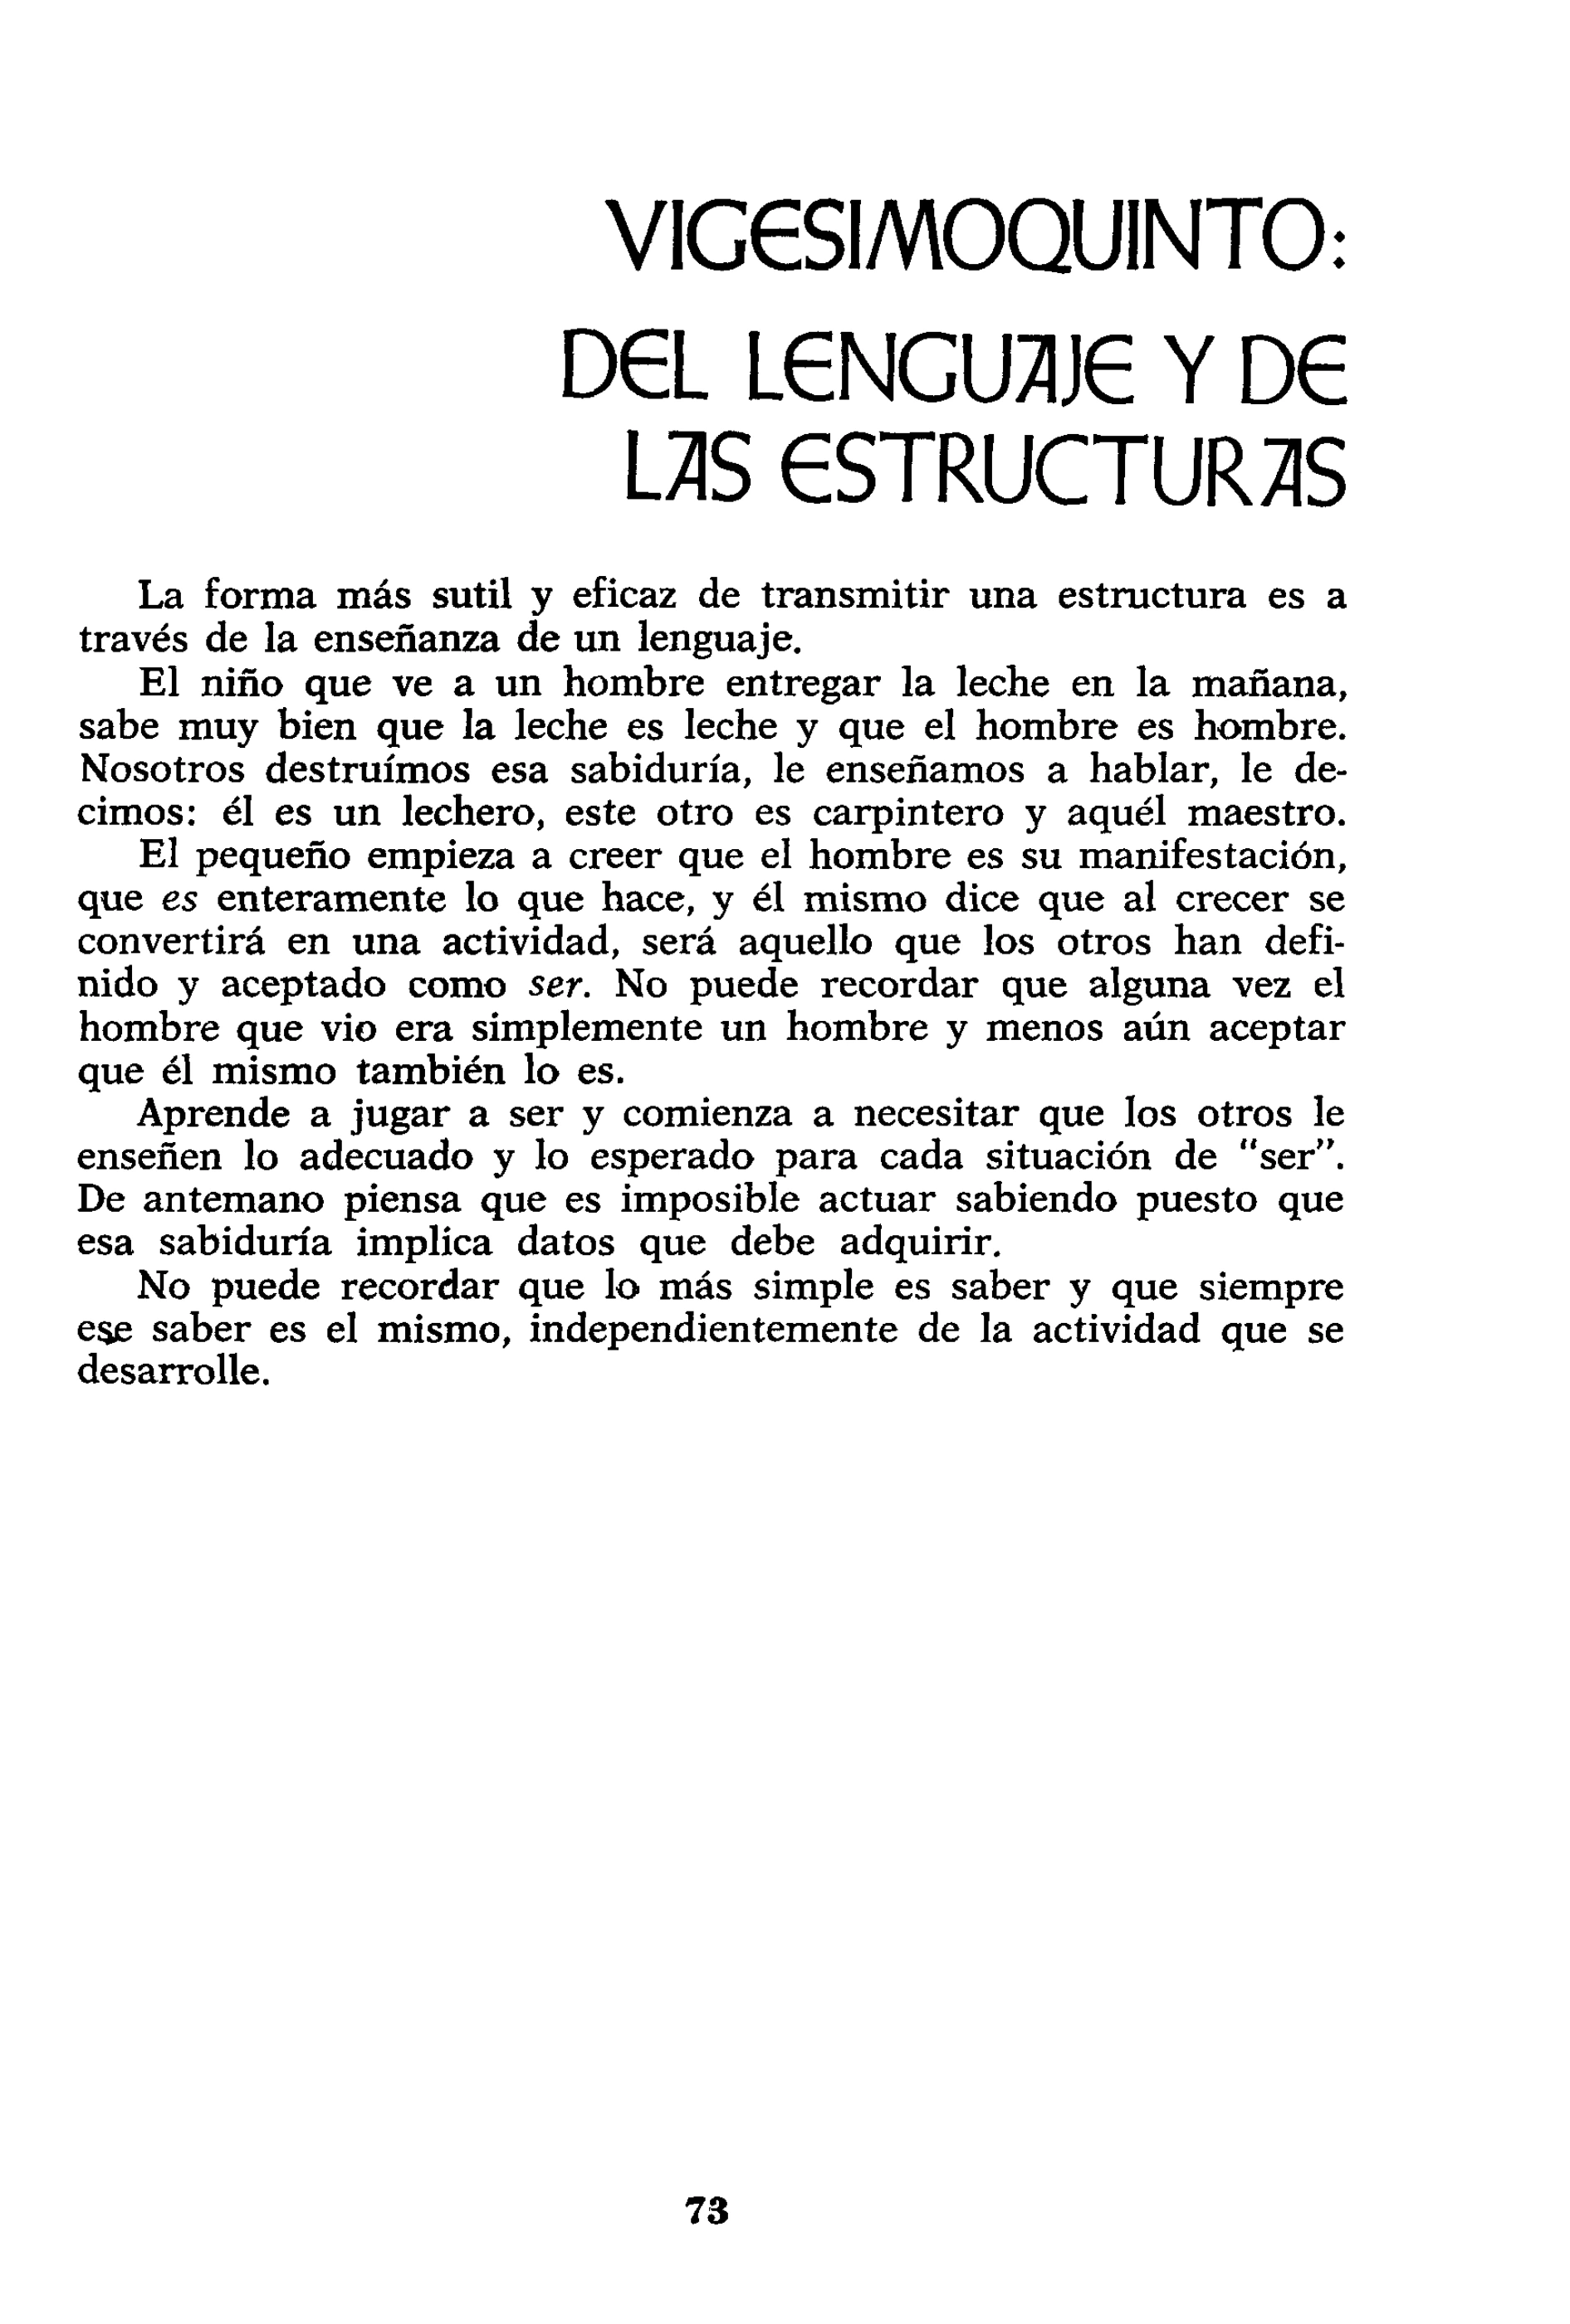 VIGESIMOQUINTO:
DEL LENGUAJE Y DE
LAS ESTRUCTURAS
La forma más sutil y eficaz de transmitir una estructura es a
través de la enseñanza de un lenguaje.
El niño que ve a un hombre entregar la leche en la mañana,
sabe muy bien que la leche es leche y que el hombre es hombre.
Nosotros destruímos esa sabiduría, le enseñamos a hablar, le de-
cimos: él es un lechero, este otro es carpintero y aquél maestro.
El pequeño empieza a creer que el hombre es su manifestación,
que es enteramente lo que hace, y él mismo dice que al crecer se
convertirá en una actividad, será aquello que los otros han defi-
nido y aceptado como ser. No puede recordar que alguna vez el
hombre que vio era simplemente un hombre y menos aún aceptar
que él mismo también lo es.
Aprende a jugar a ser y comienza a necesitar que los otros le
enseñen lo adecuado y lo esperado para cada situación de "ser".
De antemano piensa que es imposible actuar sabiendo puesto que
esa sabiduría implica datos que debe adquirir.
No puede recordar que lo más simple es saber y que siempre
ese saber es el mismo, independientemente de la actividad que se
desarrolle.
73